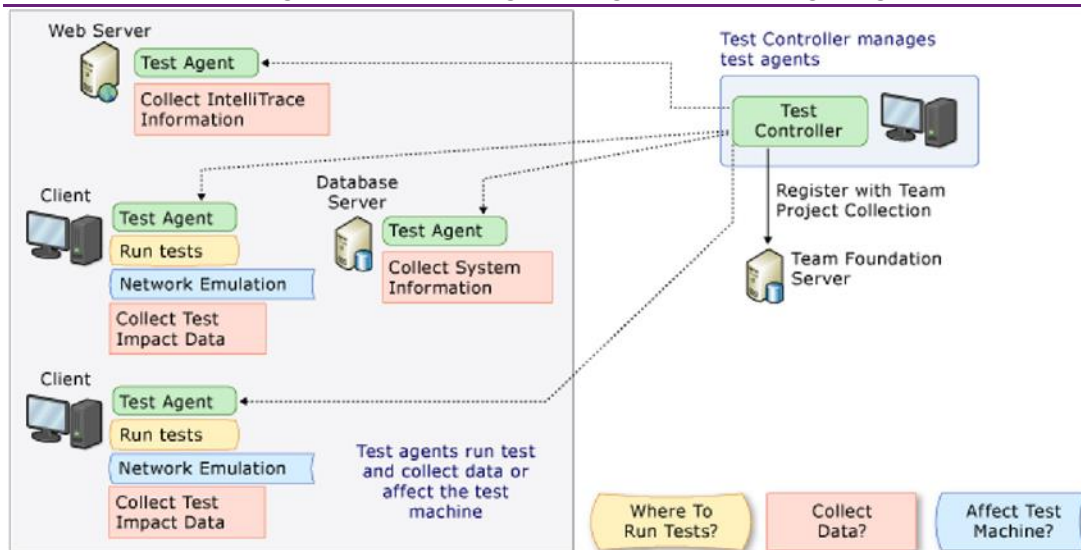 Web Server
Test Agent
Collect IntelliTrace
Information
Test Controller manages
test agents
Test
Controller
Client
Test Agent
Run tests
Network Emulation
Collect Test
Impact Data
Database
Server
Test Agent
Collect System
Information
Register with Team
Project Collection
Team Foundation
Server
Client
Test Agent
Run tests
Network Emulation
Collect Test
Impact Data
Test agents run test
and collect data or
affect the test
machine
Where To
Run Tests?
Collect
Data?
Affect Test
Machine?